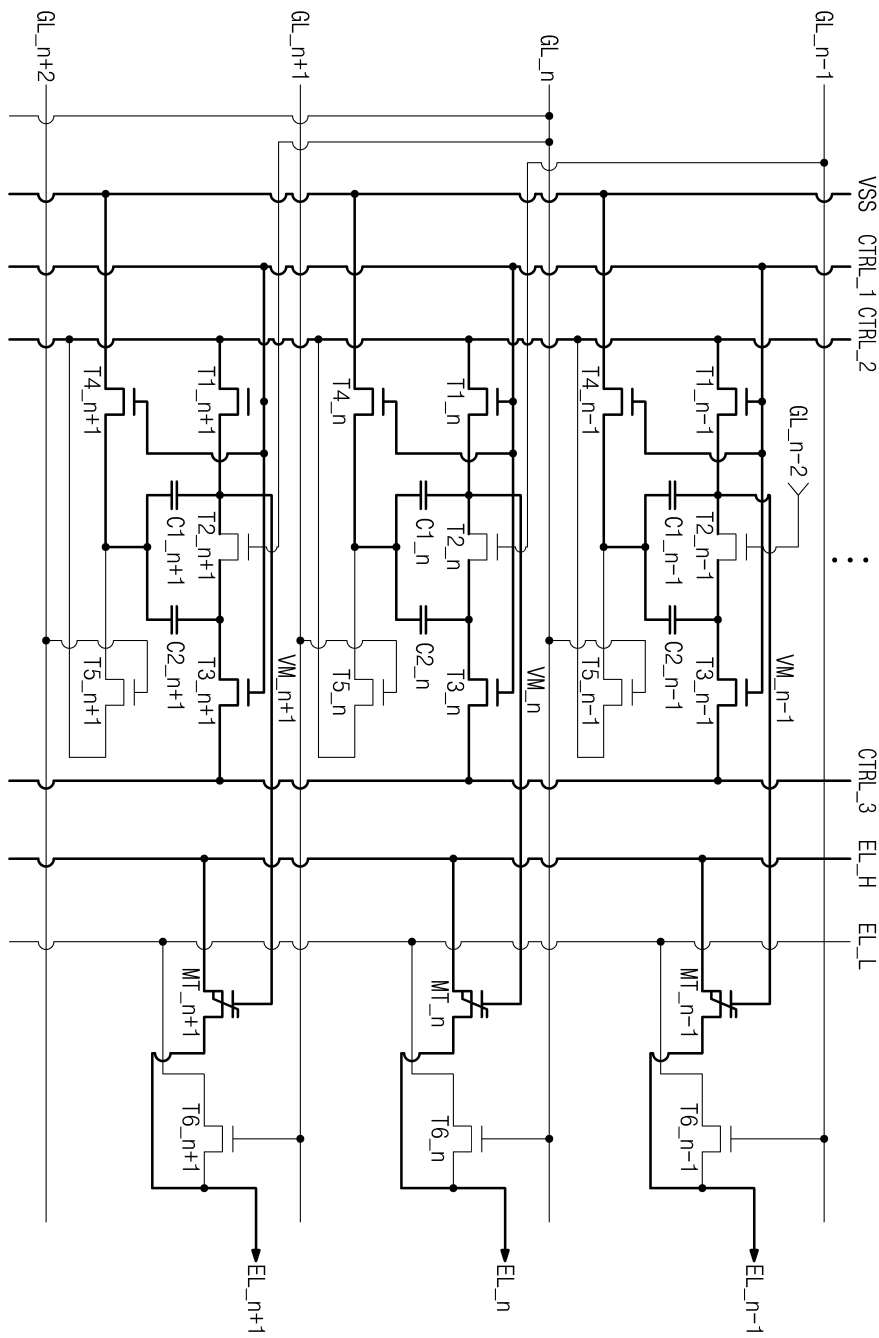 GL_n-1
GL_n
GL_n+1
GL_n+2
VSS
CTRL_1
CTRL_2
CTRL_3
EL_H
EL_L
T1_n-1
T4_n-1
GL_n-2
C1_n-1
T2_n-1
C2_n-1
T3_n-1
T5_n-1
VM_n-1
MT_n-1
T6_n-1
EL_n-1
...
T1_n
T4_n
C1_n
T2_n
C2_n
T3_n
T5_n
VM_n
MT_n
T6_n
EL_n
T1_n+1
T4_n+1
C1_n+1
T2_n+1
C2_n+1
T3_n+1
T5_n+1
VM_n+1
MT_n+1
T6_n+1
EL_n+1